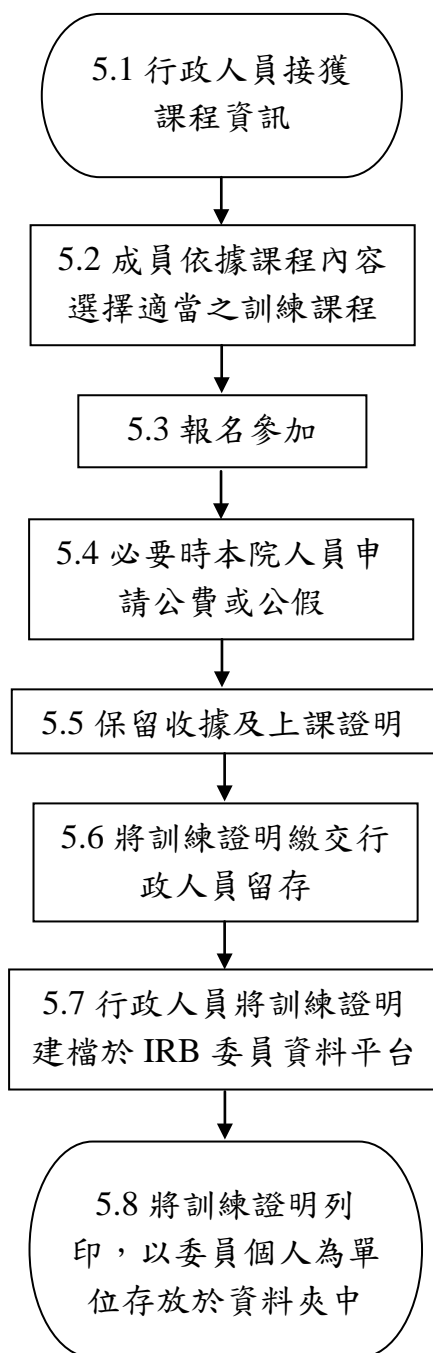 5.1 行政人員接獲
課程資訊
5.2 成員依據課程內容
選擇適當之訓練課程
5.3 報名參加
5.4 必要時本院人員申
請公費或公假
5.5 保留收據及上課證明
5.6 將訓練證明繳交行
政人員留存
5.7 行政人員將訓練證明
建檔於 IRB 委員資料平台
5.8 將訓練證明列
印，以委員個人為單
位存放於資料夾中